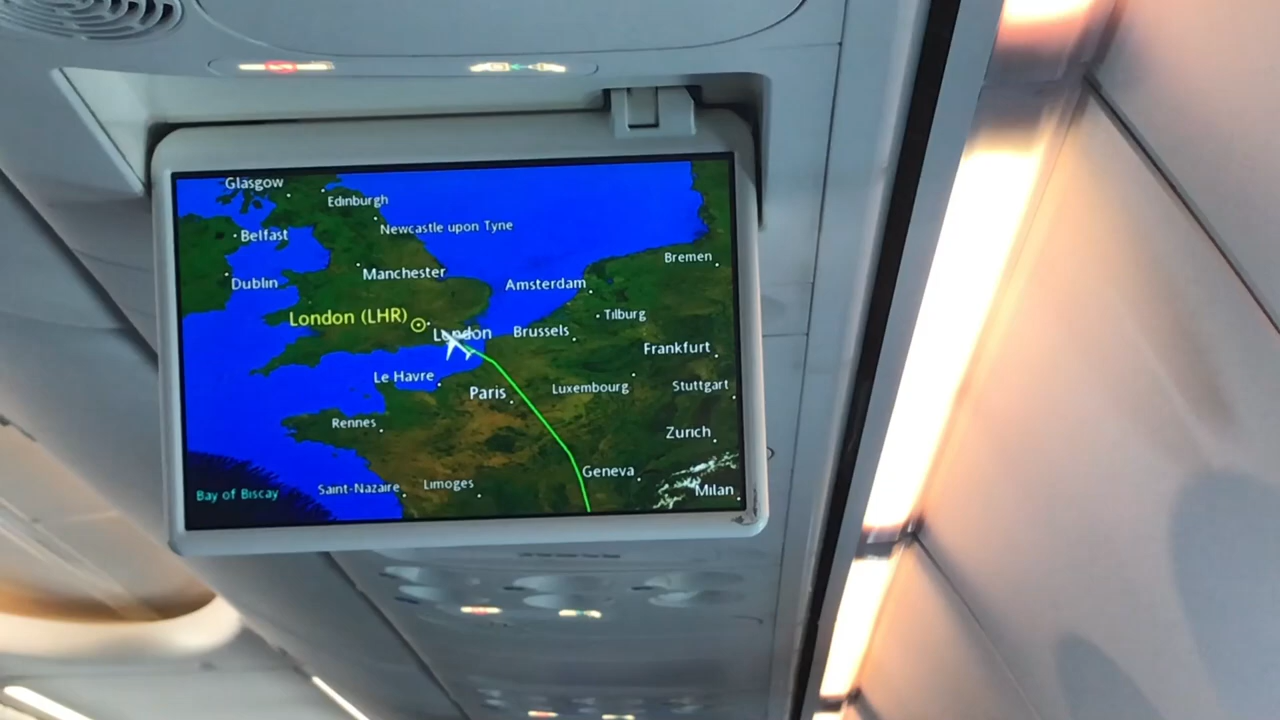 Glasgow
Edinburgh
Newcastle upon Tyne
Belfast
Manchester
Dublin
Bremen
Amsterdam
London (LHR)
London
Tilburg
Brussels
Frankfurt
Le Havre
Paris
Luxembourg
Stuttgart
Rennes
Zurich
Geneva
Bay of Biscay
Saint-Nazaire
Limoges
Milan